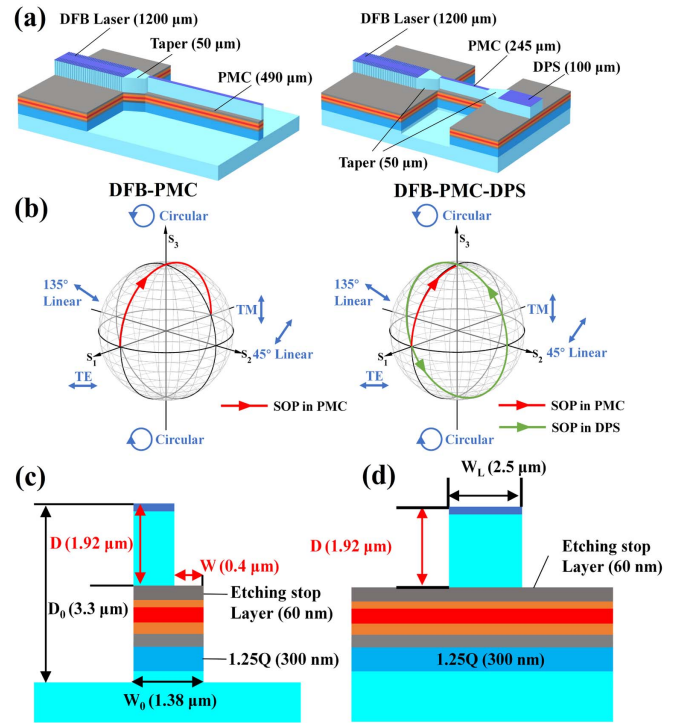 (a)
DFB Laser (1200 µm)
Taper (50 µm)
PMC (490 µm)
DFB-PMC
DFB Laser (1200 µm)
PMC (245 µm)
DPS (100 µm)
Taper (50 µm)
DFB-PMC-DPS
(b)
Circular
S3
135°
Linear
TM
S1
S2
45° Linear
TE
SOP in PMC
Circular
Circular
S3
135°
Linear
TM
S1
S2
45° Linear
TE
SOP in PMC
SOP in DPS
Circular
(c)
D (1.92 µm)
W (0.4 µm)
D0 (3.3 µm)
Etching stop
Layer (60 nm)
1.25Q (300 nm)
W0 (1.38 µm)
(d)
WL (2.5 µm)
D (1.92 µm)
Etching stop
Layer (60 nm)
1.25Q (300 nm)